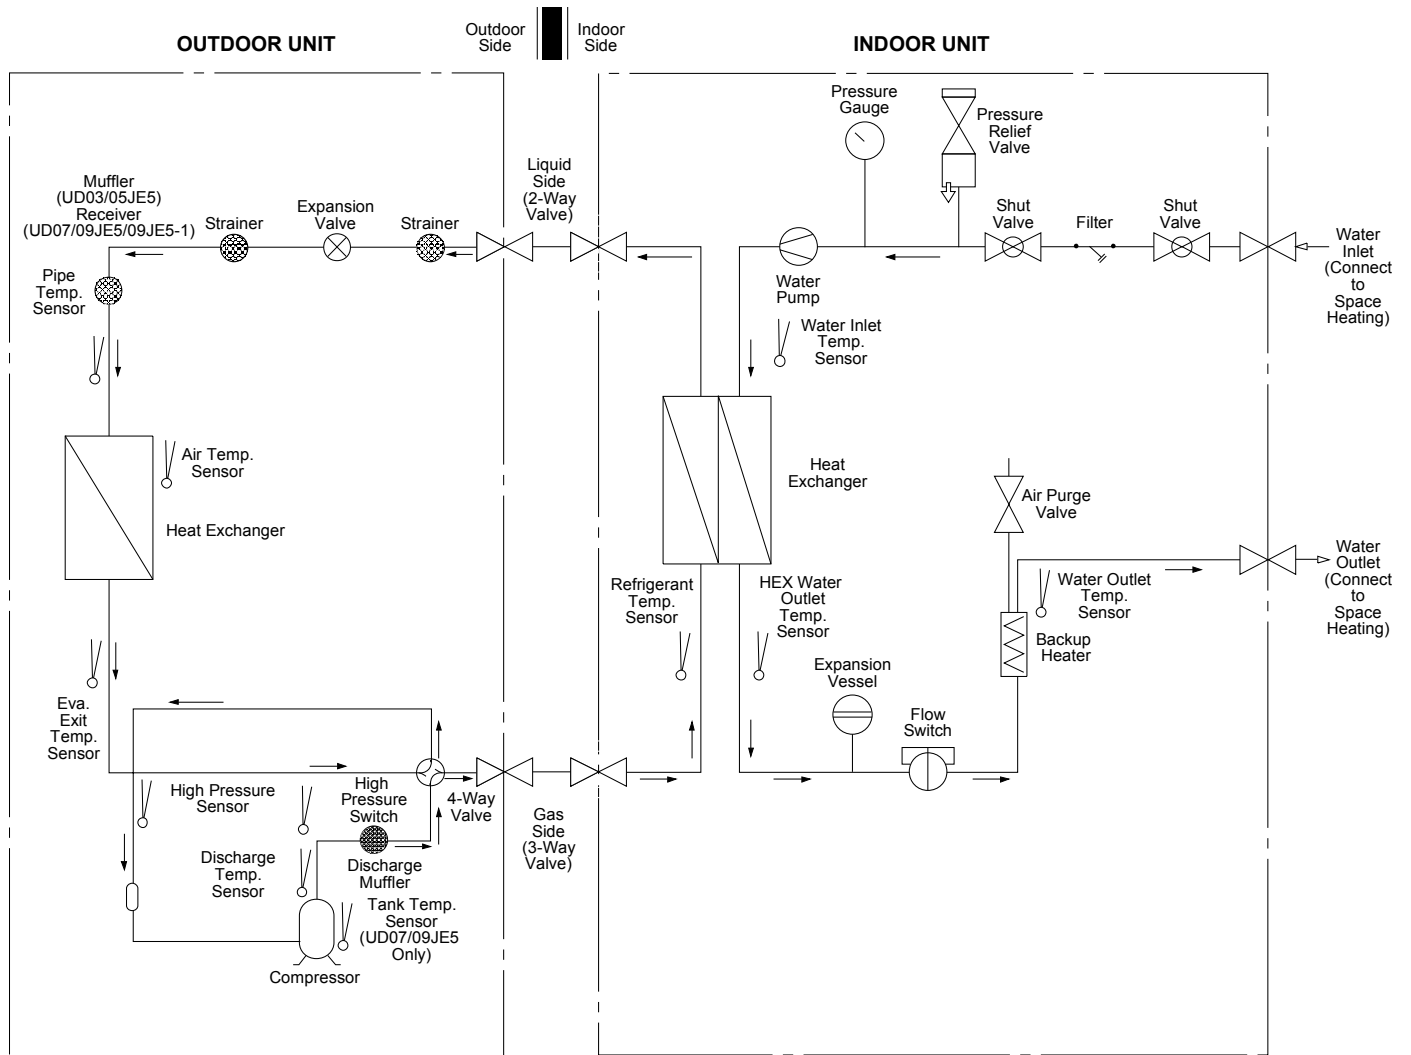 OUTDOOR UNIT
Outdoor
Side
Indoor
Side
INDOOR UNIT
Pressure
Gauge
Pressure
Relief
Valve
Muffler
(UD03/05JE5)
Receiver
(UD07/09JE5/09JE5-1)
Strainer
Expansion
Valve
Strainer
Liquid
Side
(2-Way
Valve)
Shut
Valve
Filter
Shut
Valve
Water
Inlet
(Connect
to
Space
Heating)
Pipe
Temp.
Sensor
Water
Pump
Water Inlet
Temp.
Sensor
Air Temp.
Sensor
Heat Exchanger
Heat
Exchanger
Air Purge
Valve
Water
Outlet
(Connect
to
Space
Heating)
Refrigerant
Temp.
Sensor
HEX Water
Outlet
Temp.
Sensor
Water Outlet
Temp.
Sensor
Backup
Heater
Expansion
Vessel
Flow
Switch
Eva.
Exit
Temp.
Sensor
High Pressure
Sensor
High
Pressure
Switch
4-Way
Valve
Gas
Side
(3-Way
Valve)
Discharge
Temp.
Sensor
Discharge
Muffler
Tank Temp.
Sensor
(UD07/09JE5
Only)
Compressor